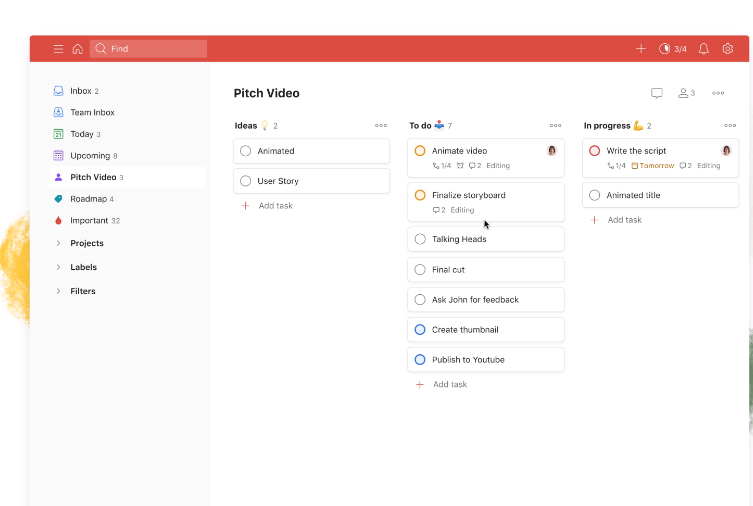 Find
3/4
Inbox 2
Team Inbox
21 Today 3
Upcoming 8
Pitch Video 3
Roadmap 4
Important 32
Projects
Labels
Filters
Pitch Video
3
Ideas 2
Animated
User Story
Add task
To do 7
Animate video
1/4 2 Editing
Finalize storyboard
2 Editing
Talking Heads
Final cut
Ask John for feedback
Create thumbnail
Publish to Youtube
Add task
In progress 2
Write the script
1/4 Tomorrow 2 Editing
Animated title
Add task